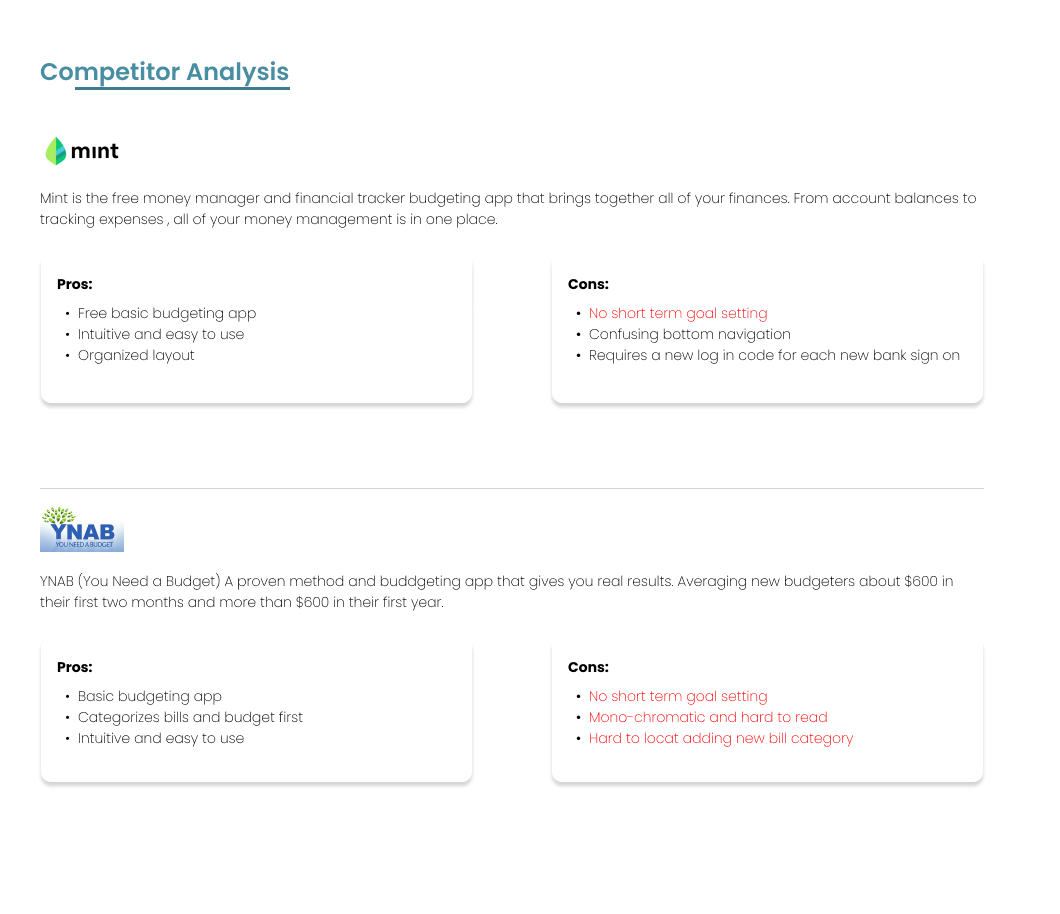 Competitor Analysis
mint
Mint is the free money manager and financial tracker budgeting app that brings together all of your finances. From account balances to
tracking expenses , all of your money management is in one place.
Pros:
• Free basic budgeting app
• Intuitive and easy to use
• Organized layout
Cons:
• No short term goal setting
• Confusing bottom navigation
• Requires a new log in code for each new bank sign on
YNAB
YOU NEED A BUDGET
YNAB (You Need a Budget) A proven method and buddgeting app that gives you real results. Averaging new budgeters about $600 in
their first two months and more than $600 in their first year.
Pros:
• Basic budgeting app
• Categorizes bills and budget first
• Intuitive and easy to use
Cons:
• No short term goal setting
• Mono-chromatic and hard to read
• Hard to locat adding new bill category